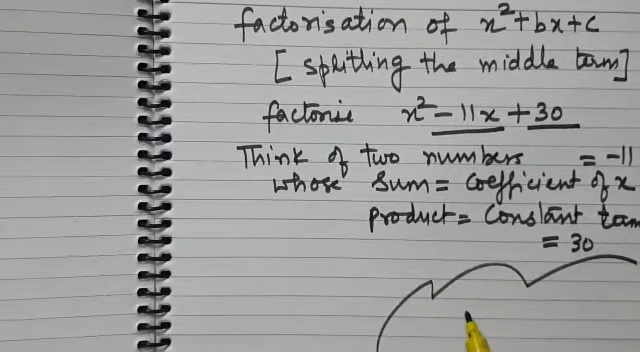 factorisation of x²+bx+c
[splitting the middle term]
factorise x² - 11x + 30
Think of two numbers = -11
whose sum = coefficient of x
product = constant term
= 30